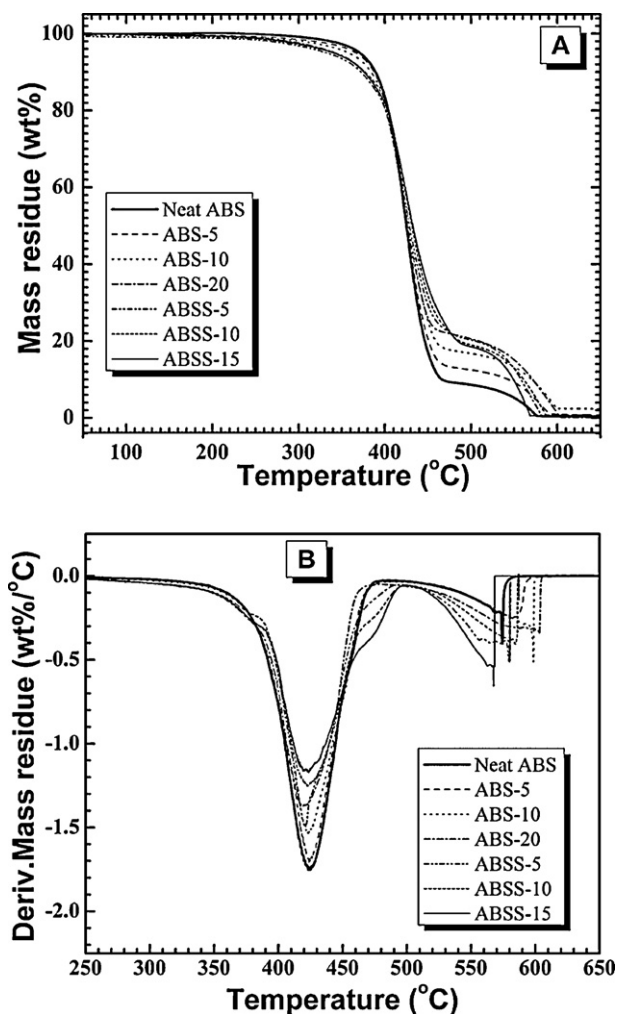 A
100
80
60
40
20
0
Mass residue (wt%)
Neat ABS
ABS-5
ABS-10
ABS-20
ABSS-5
ABSS-10
ABSS-15
100 200 300 400 500 600
Temperature (°C)
B
0.0
-0.5
-1.0
-1.5
-2.0
Deriv.Mass residue (wt%/°C)
Neat ABS
ABS-5
ABS-10
ABS-20
ABSS-5
ABSS-10
ABSS-15
250 300 350 400 450 500 550 600 650
Temperature (°C)